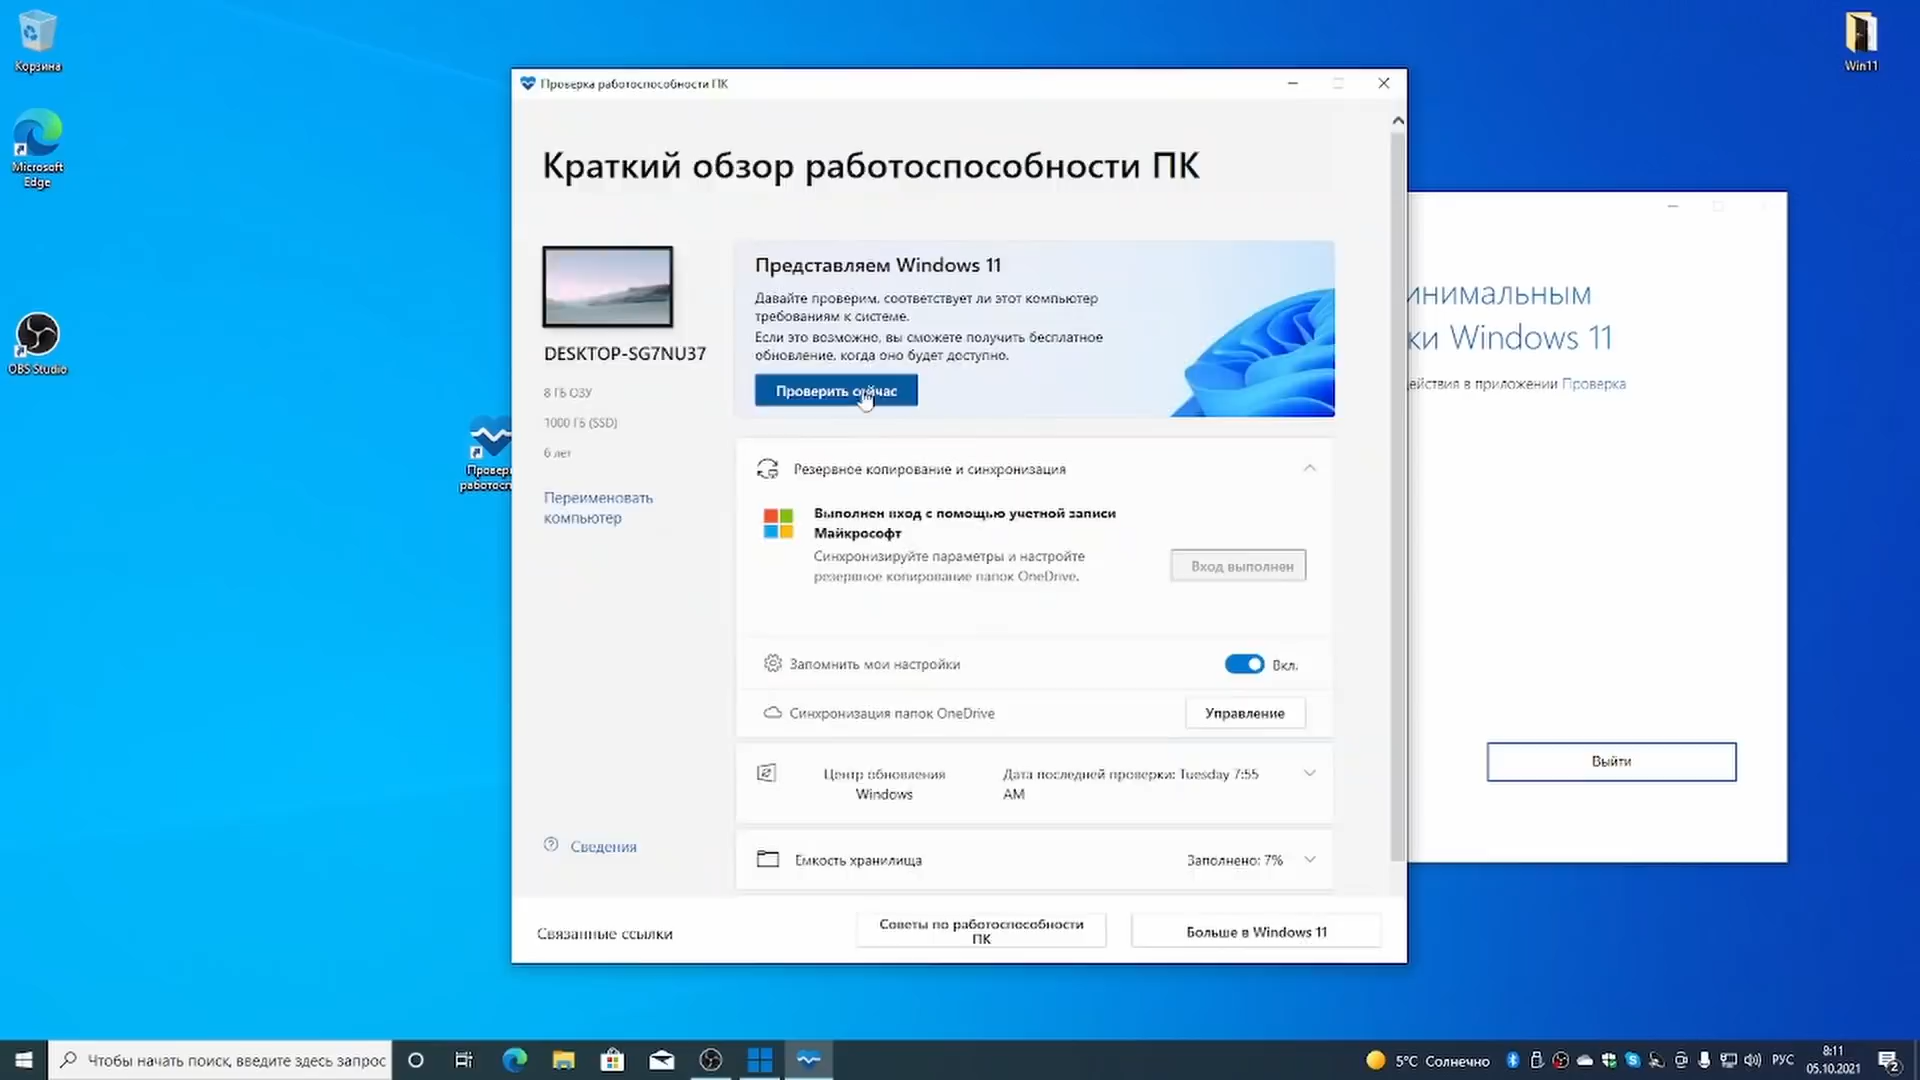 Корзина
Microsoft
Edge
OBS Studio
Win11
Проверка работоспособности ПК
Краткий обзор работоспособности ПК
DESKTOP-SG7NU37
8 ГБ ОЗУ
1000 ГБ (SSD)
6 лет
Переименовать
компьютер
Сведения
Представляем Windows 11
Давайте проверим, соответствует ли этот компьютер
требованиям к системе.
Если это возможно, вы сможете получить бесплатное
обновление, когда оно будет доступно.
Проверить сейчас
Резервное копирование и синхронизация
Выполнен вход с помощью учетной записи
Майкрософт
Синхронизируйте параметры и настройте
резервное копирование папок OneDrive.
Вход выполнен
Запомнить мои настройки
Вкл.
Синхронизация папок OneDrive
Управление
Центр обновления
Windows
Дата последней проверки: Tuesday 7:55
AM
Емкость хранилища
Заполнено: 7%
Связанные ссылки
Советы по работоспособности
ПК
Больше в Windows 11
Провер
работосп
инимальным
ки Windows 11
ействия в приложении Проверка
Выйти
Чтобы начать поиск, введите здесь запрос
5°C Солнечно
РУС
8:11
05.10.2021
2